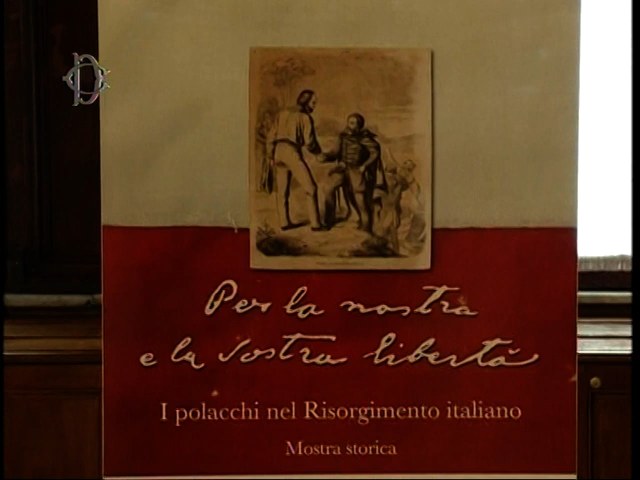 Per la nostra
e la vostra libertà
I polacchi nel Risorgimento italiano
Mostra storica